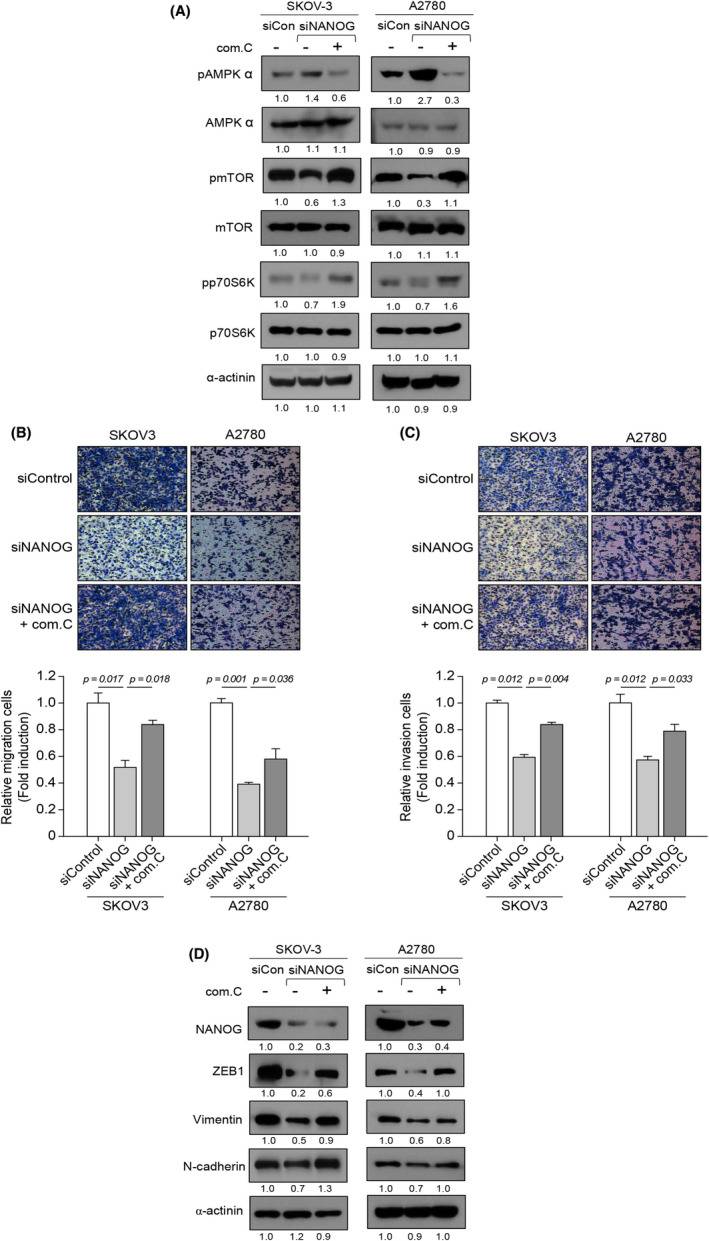 (A)
SKOV-3 A2780
siCon siNANOG siCon siNANOG
com.C - - + - - +
pAMPK α
1.0 1.4 0.6 1.0 2.7 0.3
AMPK α
1.0 1.1 1.1 1.0 0.9 0.9
pmTOR
1.0 0.6 1.3 1.0 0.3 1.1
mTOR
1.0 1.0 0.9 1.0 1.1 1.1
pp70S6K
1.0 0.7 1.9 1.0 0.7 1.6
p70S6K
1.0 1.0 0.9 1.0 1.0 1.1
α-actinin
1.0 1.0 1.1 1.0 0.9 0.9
(B)
SKOV3 A2780
siControl
siNANOG
siNANOG
+ com.C
p = 0.017 p = 0.018 p = 0.001 p = 0.036
Relative migration cells
(Fold induction)
1.2
1.0
0.8
0.6
0.4
0.2
0
siControl
siNANOG
siNANOG
+ com.C
siControl
siNANOG
siNANOG
+ com.C
SKOV3 A2780
(C)
SKOV3 A2780
siControl
siNANOG
siNANOG
+ com.C
p = 0.012 p = 0.004 p = 0.012 p = 0.033
Relative invasion cells
(Fold induction)
1.2
1.0
0.8
0.6
0.4
0.2
0
siControl
siNANOG
siNANOG
+ com.C
siControl
siNANOG
siNANOG
+ com.C
SKOV3 A2780
(D)
SKOV-3 A2780
siCon siNANOG siCon siNANOG
com.C - - + - - +
NANOG
1.0 0.2 0.3 1.0 0.3 0.4
ZEB1
1.0 0.2 0.6 1.0 0.4 1.0
Vimentin
1.0 0.5 0.9 1.0 0.6 0.8
N-cadherin
1.0 0.7 1.3 1.0 0.7 1.0
α-actinin
1.0 1.2 0.9 1.0 0.9 1.0